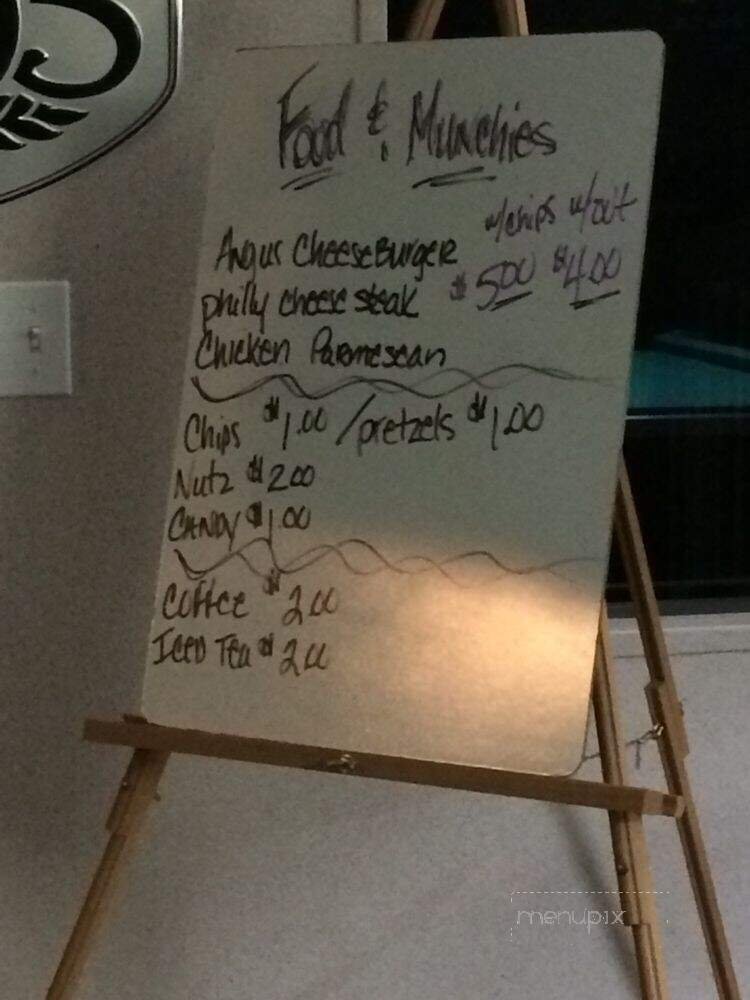 Food & Munchies
w/chips w/out
Angus CheeseBurger
philly cheese steak $5.00 $4.00
Chicken Parmesean
Chips $1.00 / pretzels $1.00
Nutz $2.00
CANDY $1.00
Coffee $2.00
Iced Tea $2.00
menupix